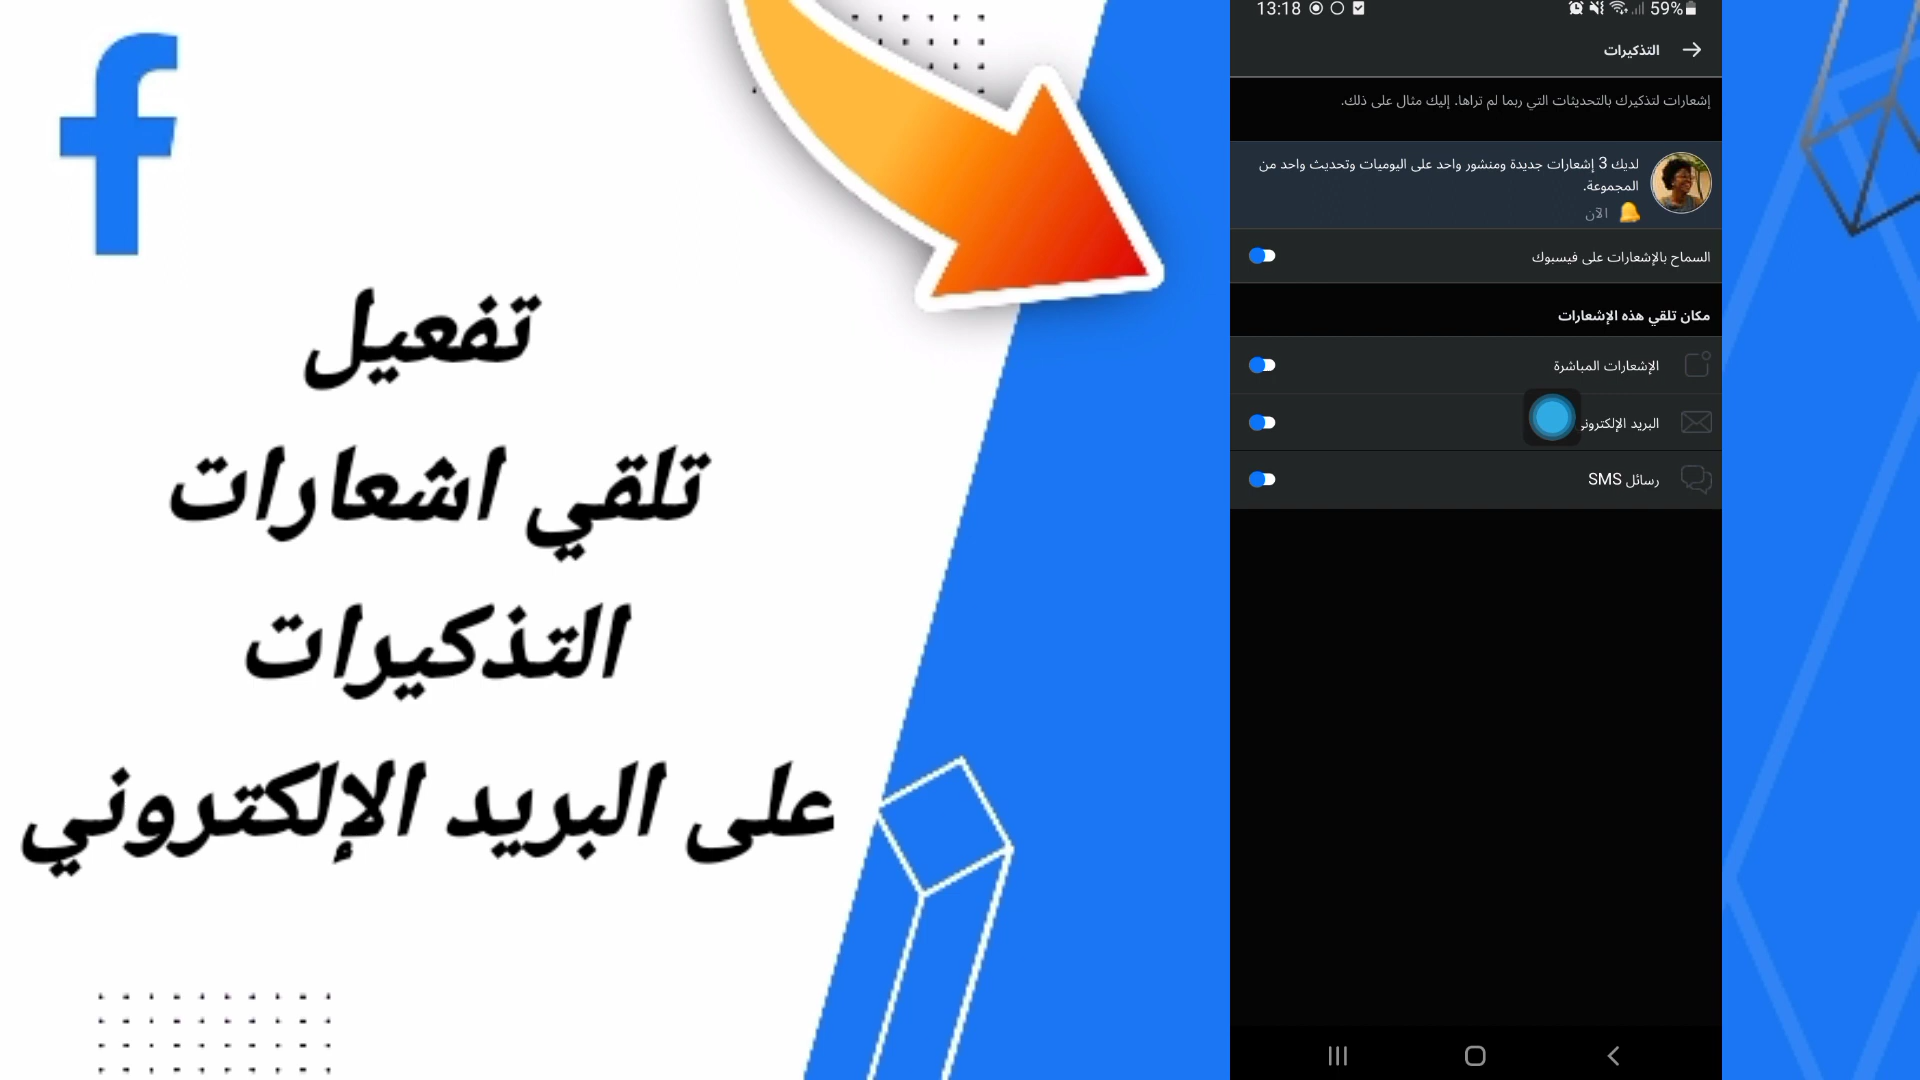 تفعيل
تلقي اشعارات
التذكيرات
على البريد الإلكتروني
13:18
59%
التذكيرات
إشعارات لتذكيرك بالتحديثات التي ربما لم تراها. إليك مثال على ذلك.
لديك 3 إشعارات جديدة ومنشور واحد على اليوميات وتحديث واحد من
المجموعة.
الآن
السماح بالإشعارات على فيسبوك
مكان تلقي هذه الإشعارات
الإشعارات المباشرة
البريد الإلكتروني
رسائل SMS